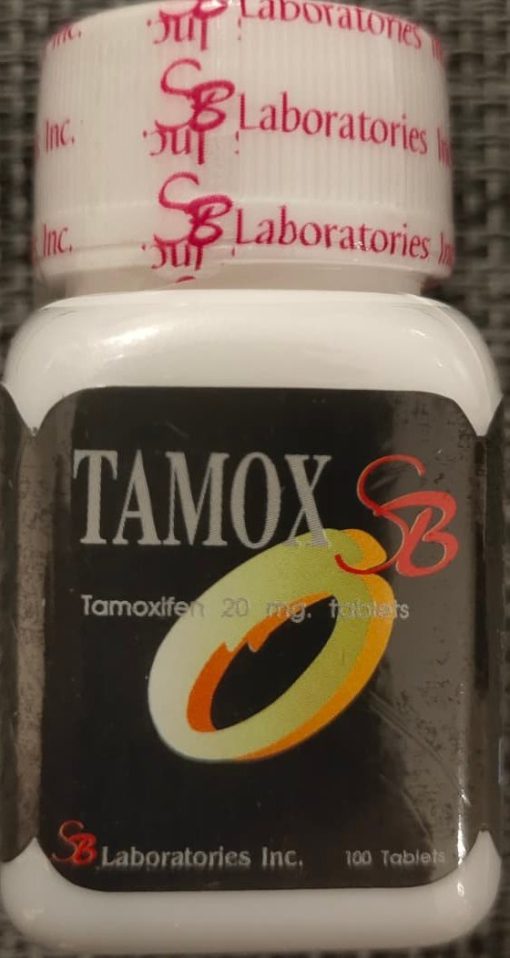 Inc. Laboratories
Inc. SB Laboratories
Inc. SB Laboratories
TAMOX SB
Tamoxifen 20 mg. tablets
SB Laboratories Inc. 100 Tablets